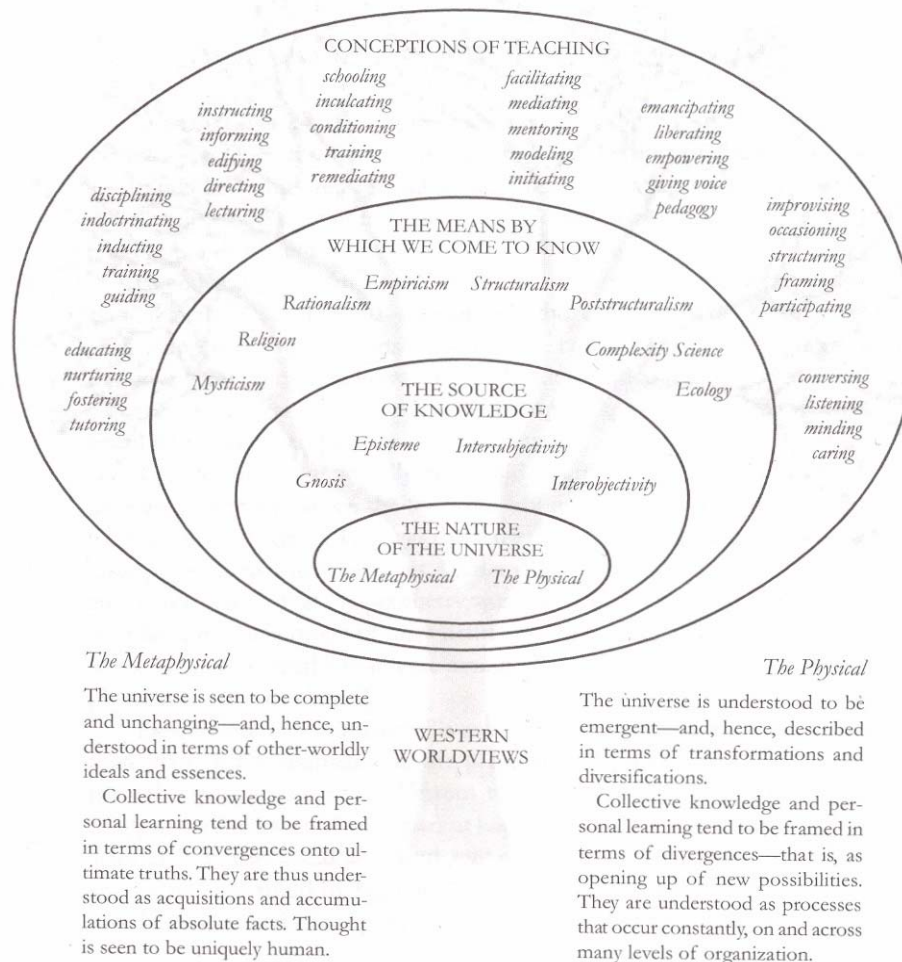 CONCEPTIONS OF TEACHING
schooling
inculcating
conditioning
training
remediating
facilitating
mediating
mentoring
modeling
initiating
instructing
informing
edifying
directing
lecturing
emancipating
liberating
empowering
giving voice
pedagogy
disciplining
indoctrinating
inducting
training
guiding
improvising
occasioning
structuring
framing
participating
educating
nurturing
fostering
tutoring
conversing
listening
minding
caring
THE MEANS BY
WHICH WE COME TO KNOW
Empiricism Structuralism
Rationalism Poststructuralism
Religion Complexity Science
Mysticism Ecology
THE SOURCE
OF KNOWLEDGE
Episteme Intersubjectivity
Gnosis Interobjectivity
THE NATURE
OF THE UNIVERSE
The Metaphysical The Physical
The Metaphysical
The universe is seen to be complete
and unchanging—and, hence, un-
derstood in terms of other-worldly
ideals and essences.
Collective knowledge and per-
sonal learning tend to be framed
in terms of convergences onto ul-
timate truths. They are thus under-
stood as acquisitions and accumu-
lations of absolute facts. Thought
is seen to be uniquely human.
WESTERN
WORLDVIEWS
The Physical
The universe is understood to be
emergent—and, hence, described
in terms of transformations and
diversifications.
Collective knowledge and per-
sonal learning tend to be framed in
terms of divergences—that is, as
opening up of new possibilities.
They are understood as processes
that occur constantly, on and across
many levels of organization.